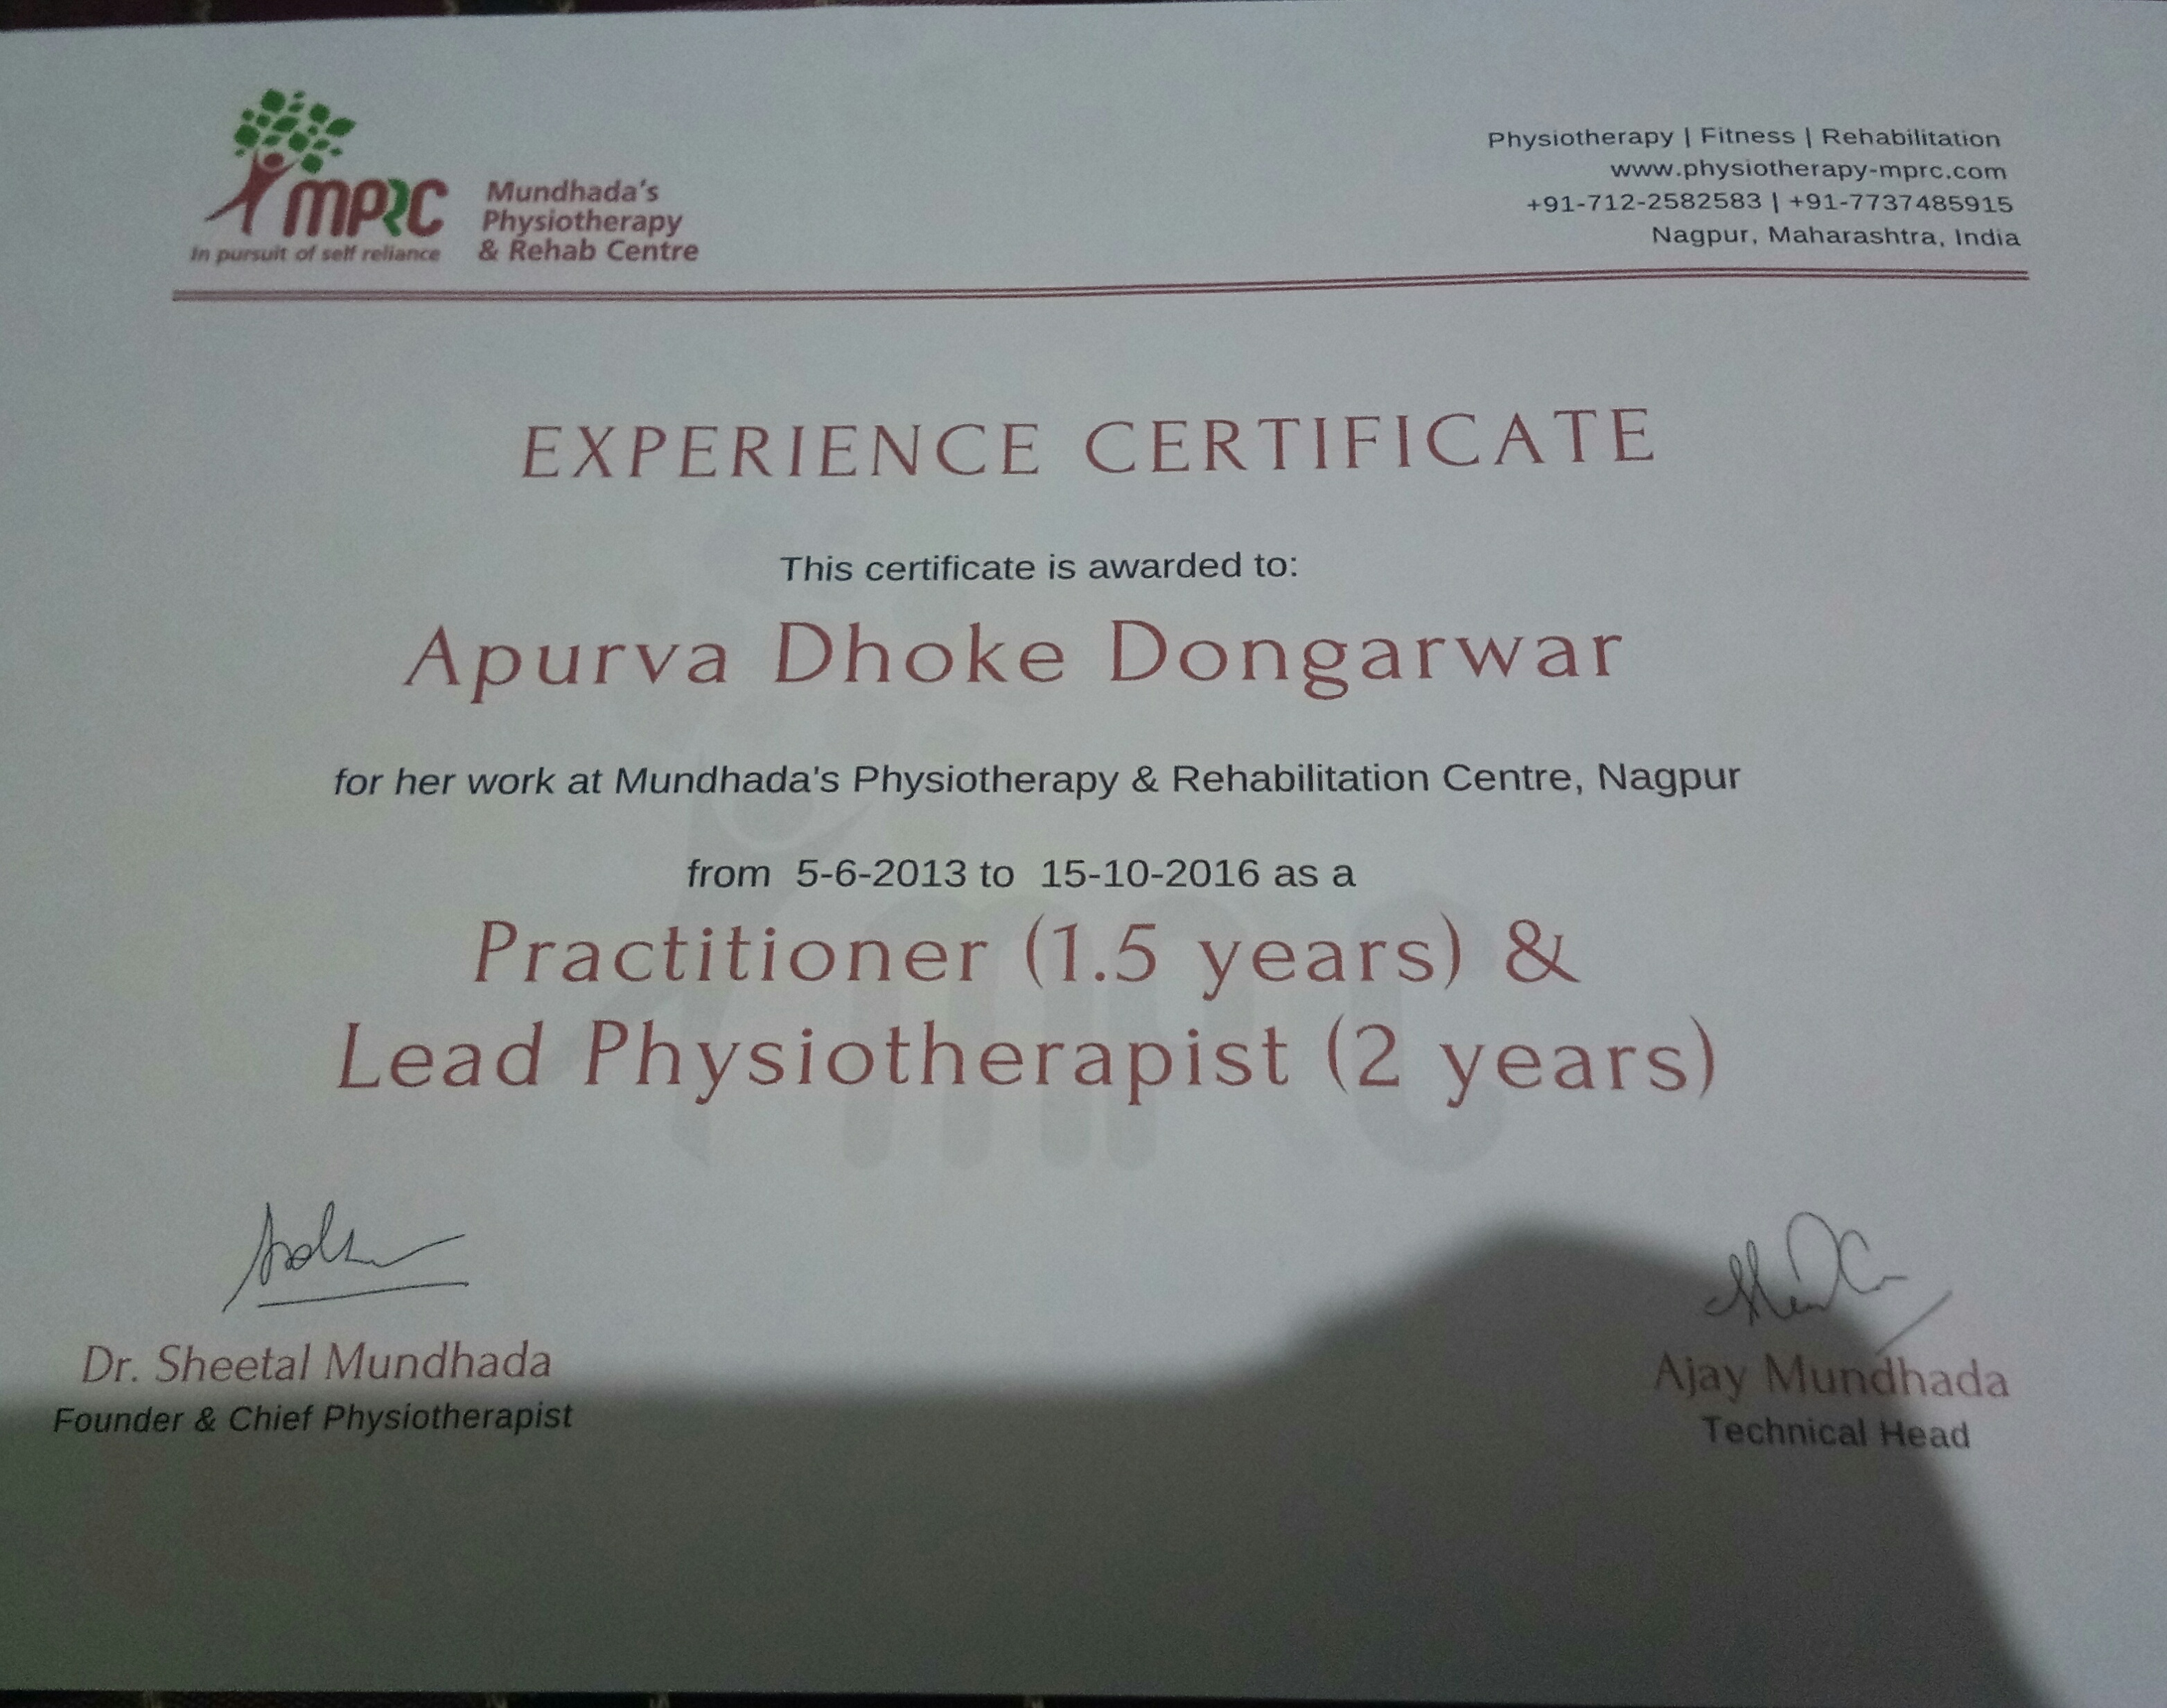 mPRC
In pursuit of self reliance
Mundhada's
Physiotherapy
& Rehab Centre
Physiotherapy | Fitness | Rehabilitation
www.physiotherapy-mprc.com
+91-712-2582583 | +91-7737485915
Nagpur, Maharashtra, India
EXPERIENCE CERTIFICATE
This certificate is awarded to:
Apurva Dhoke Dongarwar
for her work at Mundhada's Physiotherapy & Rehabilitation Centre, Nagpur
from 5-6-2013 to 15-10-2016 as a
Practitioner (1.5 years) &
Lead Physiotherapist (2 years)
Dr. Sheetal Mundhada
Founder & Chief Physiotherapist
Ajay Mundhada
Technical Head